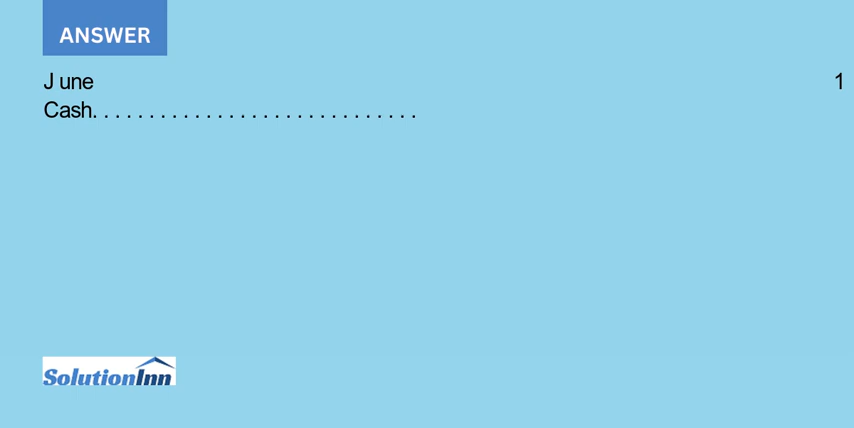 ANSWER
J une 1
Cash. . . . . . . . . . . . . . . . . . . . . . . . . . . . .
SolutionInn